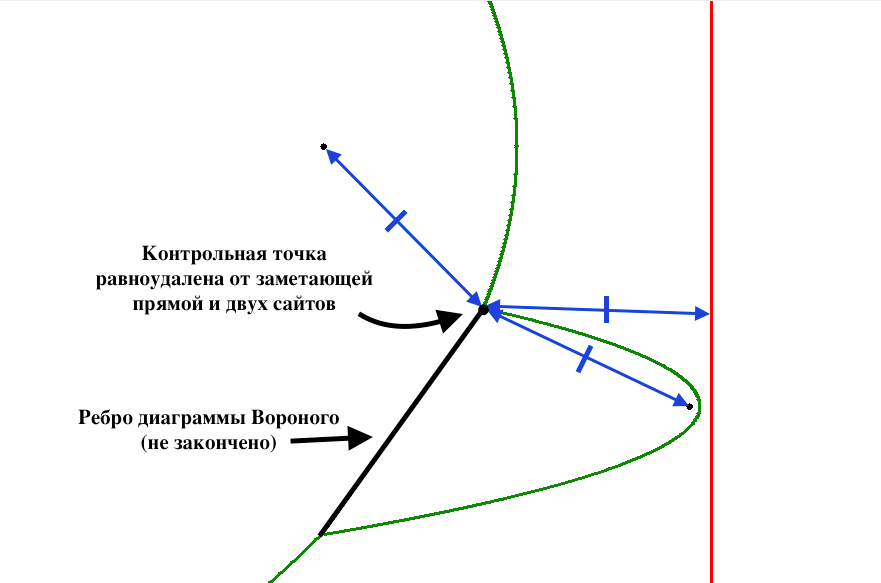 Контрольная точка
равноудалена от заметающей
прямой и двух сайтов
Ребро диаграммы Вороного
(не закончено)